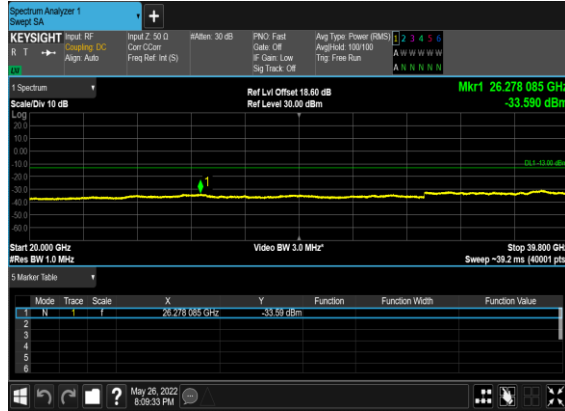 Spectrum Analyzer 1
Swept SA
KEYSIGHT Input: RF Input Z: 50 Ω #Atten: 30 dB PNO: Fast Avg Type: Power (RMS) 1 2 3 4 5 6
R T Coupling: DC Corr CCorr Gate: Off Avg|Hold: 100/100 A W W W W W
Align: Auto Freq Ref: Int (S) IF Gain: Low Trig: Free Run
LV Sig Track: Off A N N N N N
1 Spectrum Ref Lvl Offset 18.60 dB Mkr1 26.278 085 GHz
Scale/Div 10 dB Ref Level 30.00 dBm -33.590 dBm
Log
20.0
10.0
0.00
-10.0 DL1 -13.00 dBm
-20.0 1
-30.0
-40.0
-50.0
-60.0
Start 20.000 GHz Video BW 3.0 MHz* Stop 39.800 GHz
#Res BW 1.0 MHz Sweep ~39.2 ms (40001 pts)
5 Marker Table
Mode Trace Scale X Y Function Function Width Function Value
1 N 1 f 26.278 085 GHz -33.59 dBm
2
3
4
5
6
? May 26, 2022
8:09:33 PM